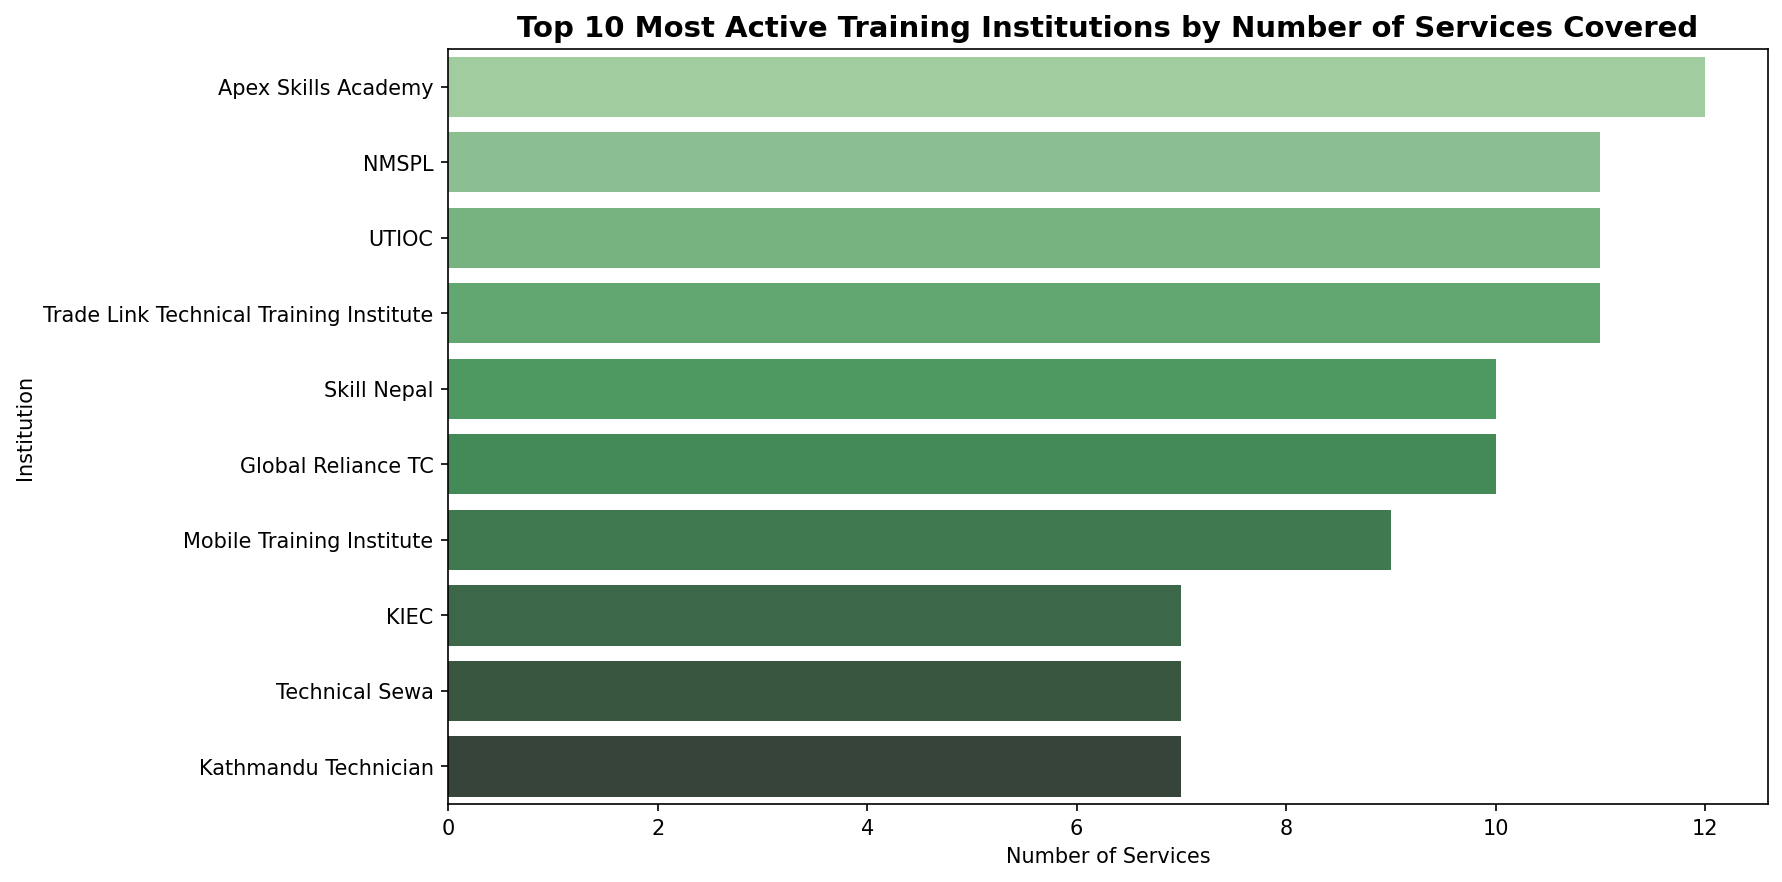 Top 10 Most Active Training Institutions by Number of Services Covered
Apex Skills Academy
NMSPL
UTIOC
Trade Link Technical Training Institute
Skill Nepal
Global Reliance TC
Mobile Training Institute
KIEC
Technical Sewa
Kathmandu Technician
Institution
0 2 4 6 8 10 12
Number of Services